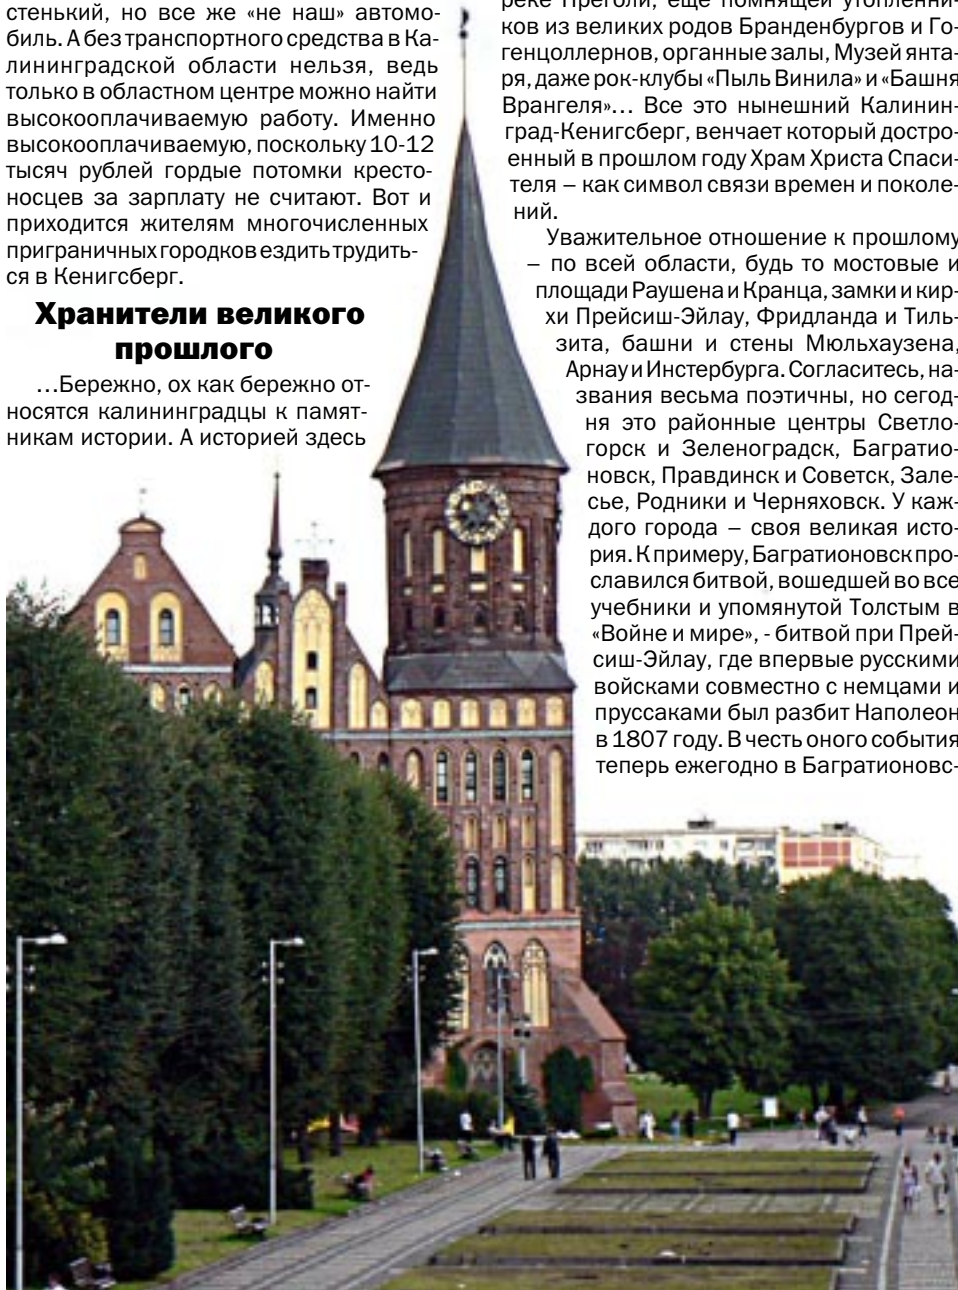 стенький, но все же «не наш» автомо-
биль. А без транспортного средства в Ка-
лининградской области нельзя, ведь
только в областном центре можно найти
высокооплачиваемую работу. Именно
высокооплачиваемую, поскольку 10-12
тысяч рублей гордые потомки кресто-
носцев за зарплату не считают. Вот и
приходится жителям многочисленных
приграничных городков ездить трудить-
ся в Кенигсберг.
Хранители великого
прошлого
…Бережно, ох как бережно от-
носятся калининградцы к памят-
никам истории. А историей здесь
реке Преголи, еще помнящей утопленни-
ков из великих родов Бранденбургов и Го-
генцоллернов, органные залы, Музей янта-
ря, даже рок-клубы «Пыль Винила» и «Башня
Врангеля»… Все это нынешний Калинин-
град-Кенигсберг, венчает который достро-
енный в прошлом году Храм Христа Спаси-
теля – как символ связи времен и поколе-
ний.
Уважительное отношение к прошлому
– по всей области, будь то мостовые и
площади Раушена и Кранца, замки и кир-
хи Прейсиш-Эйлау, Фридланда и Тиль-
зита, башни и стены Мюльхаузена,
Арнау и Инстербурга. Согласитесь, на-
звания весьма поэтичны, но сегод-
ня это районные центры Светло-
горск и Зеленоградск, Багратио-
новск, Правдинск и Советск, Зале-
сье, Родники и Черняховск. У каж-
дого города – своя великая исто-
рия. К примеру, Багратионовск про-
славился битвой, вошедшей во все
учебники и упомянутой Толстым в
«Войне и мире», - битвой при Прей-
сиш-Эйлау, где впервые русскими
войсками совместно с немцами и
пруссаками был разбит Наполеон
в 1807 году. В честь оного события
теперь ежегодно в Багратионовс-